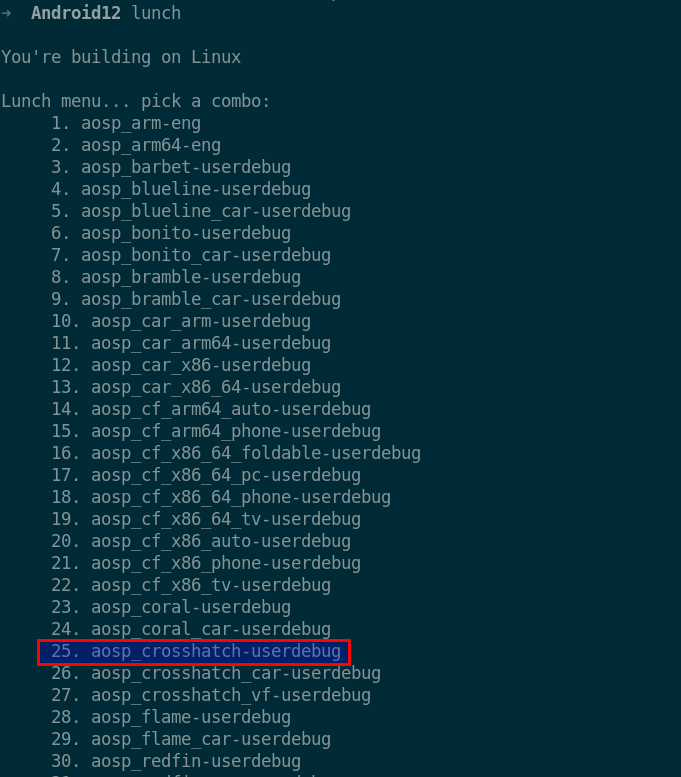 → Android12 lunch
You're building on Linux
Lunch menu... pick a combo:
1. aosp_arm-eng
2. aosp_arm64-eng
3. aosp_barbet-userdebug
4. aosp_blueline-userdebug
5. aosp_blueline_car-userdebug
6. aosp_bonito-userdebug
7. aosp_bonito_car-userdebug
8. aosp_bramble-userdebug
9. aosp_bramble_car-userdebug
10. aosp_car_arm-userdebug
11. aosp_car_arm64-userdebug
12. aosp_car_x86-userdebug
13. aosp_car_x86_64-userdebug
14. aosp_cf_arm64_auto-userdebug
15. aosp_cf_arm64_phone-userdebug
16. aosp_cf_x86_64_foldable-userdebug
17. aosp_cf_x86_64_pc-userdebug
18. aosp_cf_x86_64_phone-userdebug
19. aosp_cf_x86_64_tv-userdebug
20. aosp_cf_x86_auto-userdebug
21. aosp_cf_x86_phone-userdebug
22. aosp_cf_x86_tv-userdebug
23. aosp_coral-userdebug
24. aosp_coral_car-userdebug
25. aosp_crosshatch-userdebug
26. aosp_crosshatch_car-userdebug
27. aosp_crosshatch_vf-userdebug
28. aosp_flame-userdebug
29. aosp_flame_car-userdebug
30. aosp_redfin-userdebug